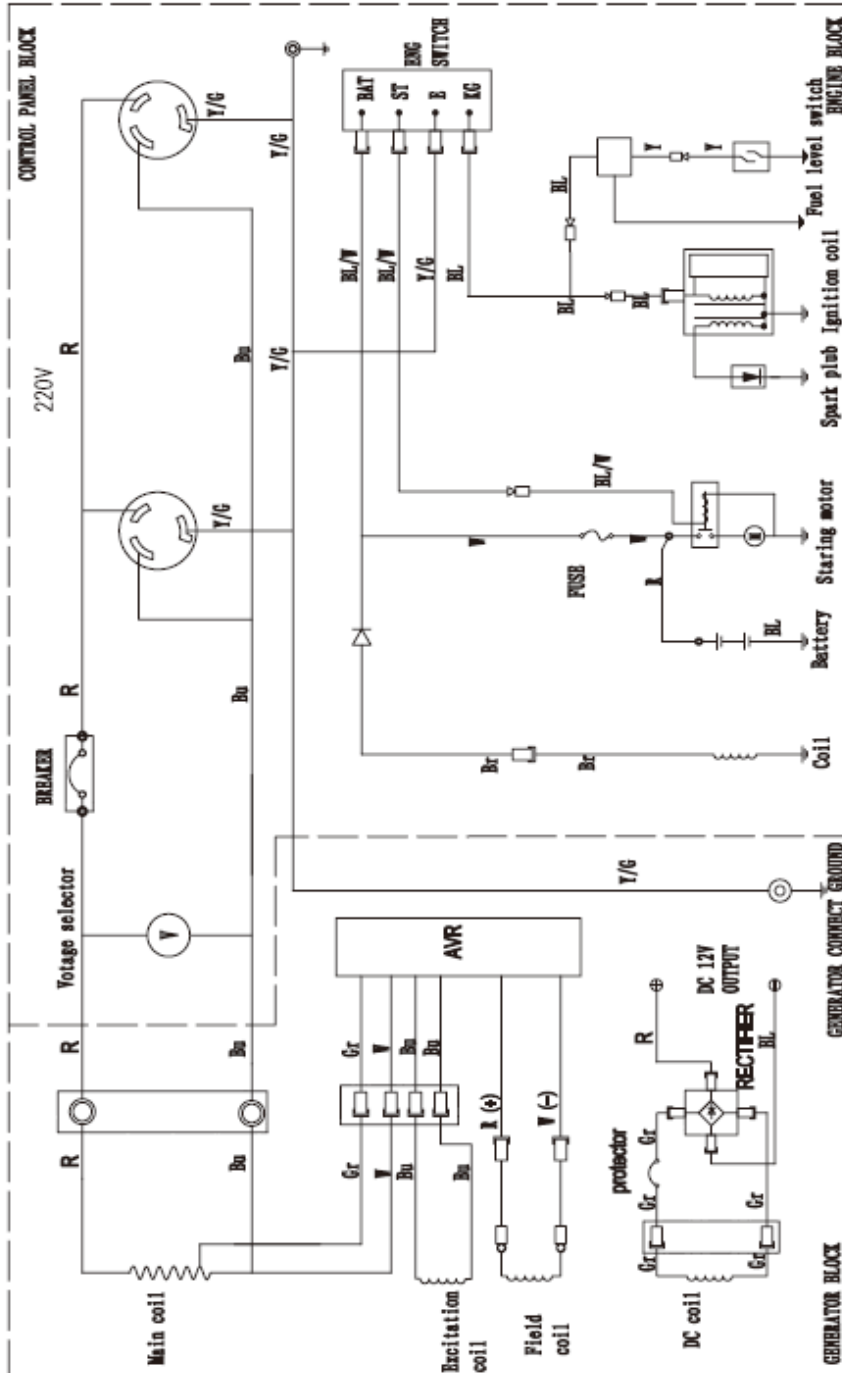 CONTROL PANEL BLOCK
220V
BREAKER
Votage selector
R
R
R
R
Main coil
V
Bu
Bu
Bu
Bu
Y/G
Y/G
Y/G
Y/G
Y/G
ENG
SWITCH
BAT
ST
E
KG
BL/W
BL/W
Y/G
BL
Gr
W
Bu
Bu
AVR
Gr
W
Bu
Bu
Excitation
coil
R (+)
W (−)
Field
coil
Br
Br
W
FUSE
W
R
BL/W
BL
BL
BL
BL
Y
Y
Y/G
M
protector
Gr
Gr
Gr
Gr
Gr
DC coil
RECTIFIER
R
BL
DC 12V
OUTPUT
Coil
Battery
Staring motor
Spark plub
Ignition coil
Fuel level switch
GENERATOR BLOCK
GENERATOR CONNECT GROUND
ENGINE BLOCK